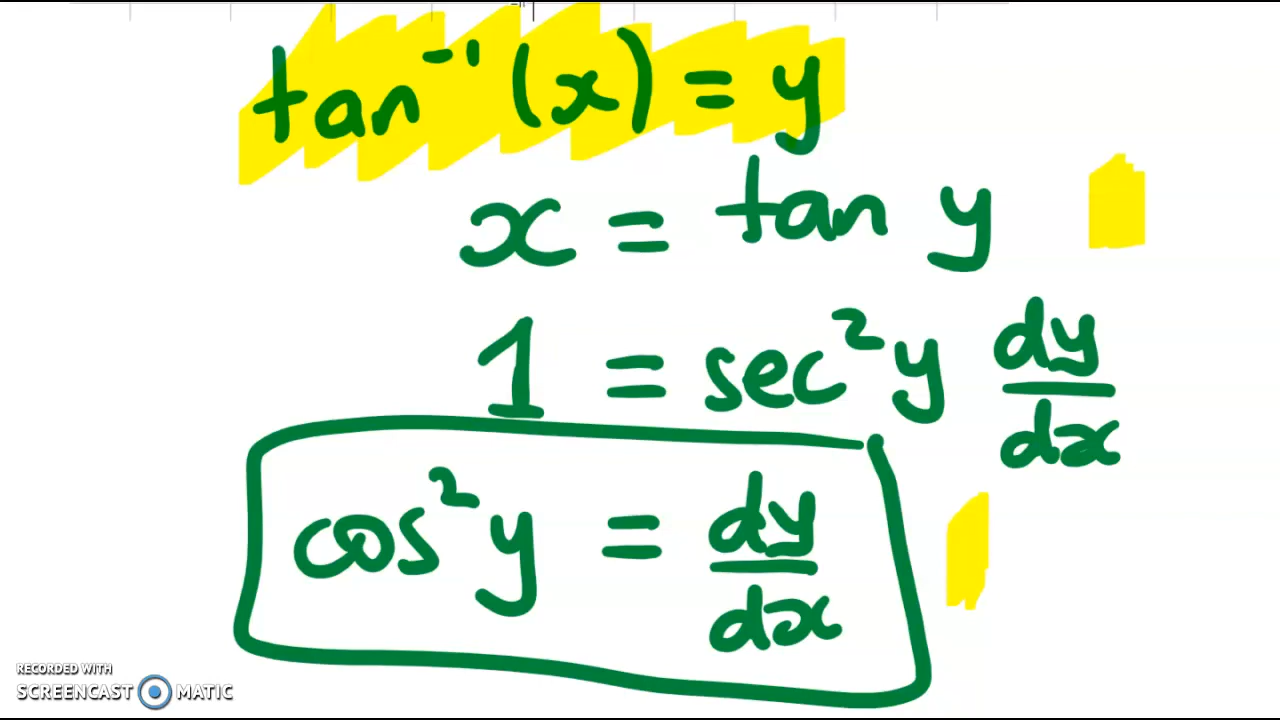 tan⁻¹(x) = y
x = tan y
1 = sec²y dy/dx
cos²y = dy/dx
RECORDED WITH
SCREENCAST MATIC